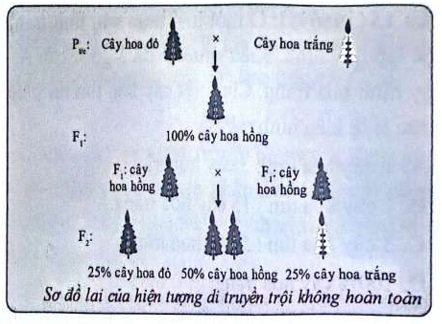 P t/c: Cây hoa đỏ × Cây hoa trắng
F₁: 100% cây hoa hồng
F₁: cây hoa hồng × F₁: cây hoa hồng
F₂:
25% cây hoa đỏ 50% cây hoa hồng 25% cây hoa trắng
Sơ đồ lai của hiện tượng di truyền trội không hoàn toàn